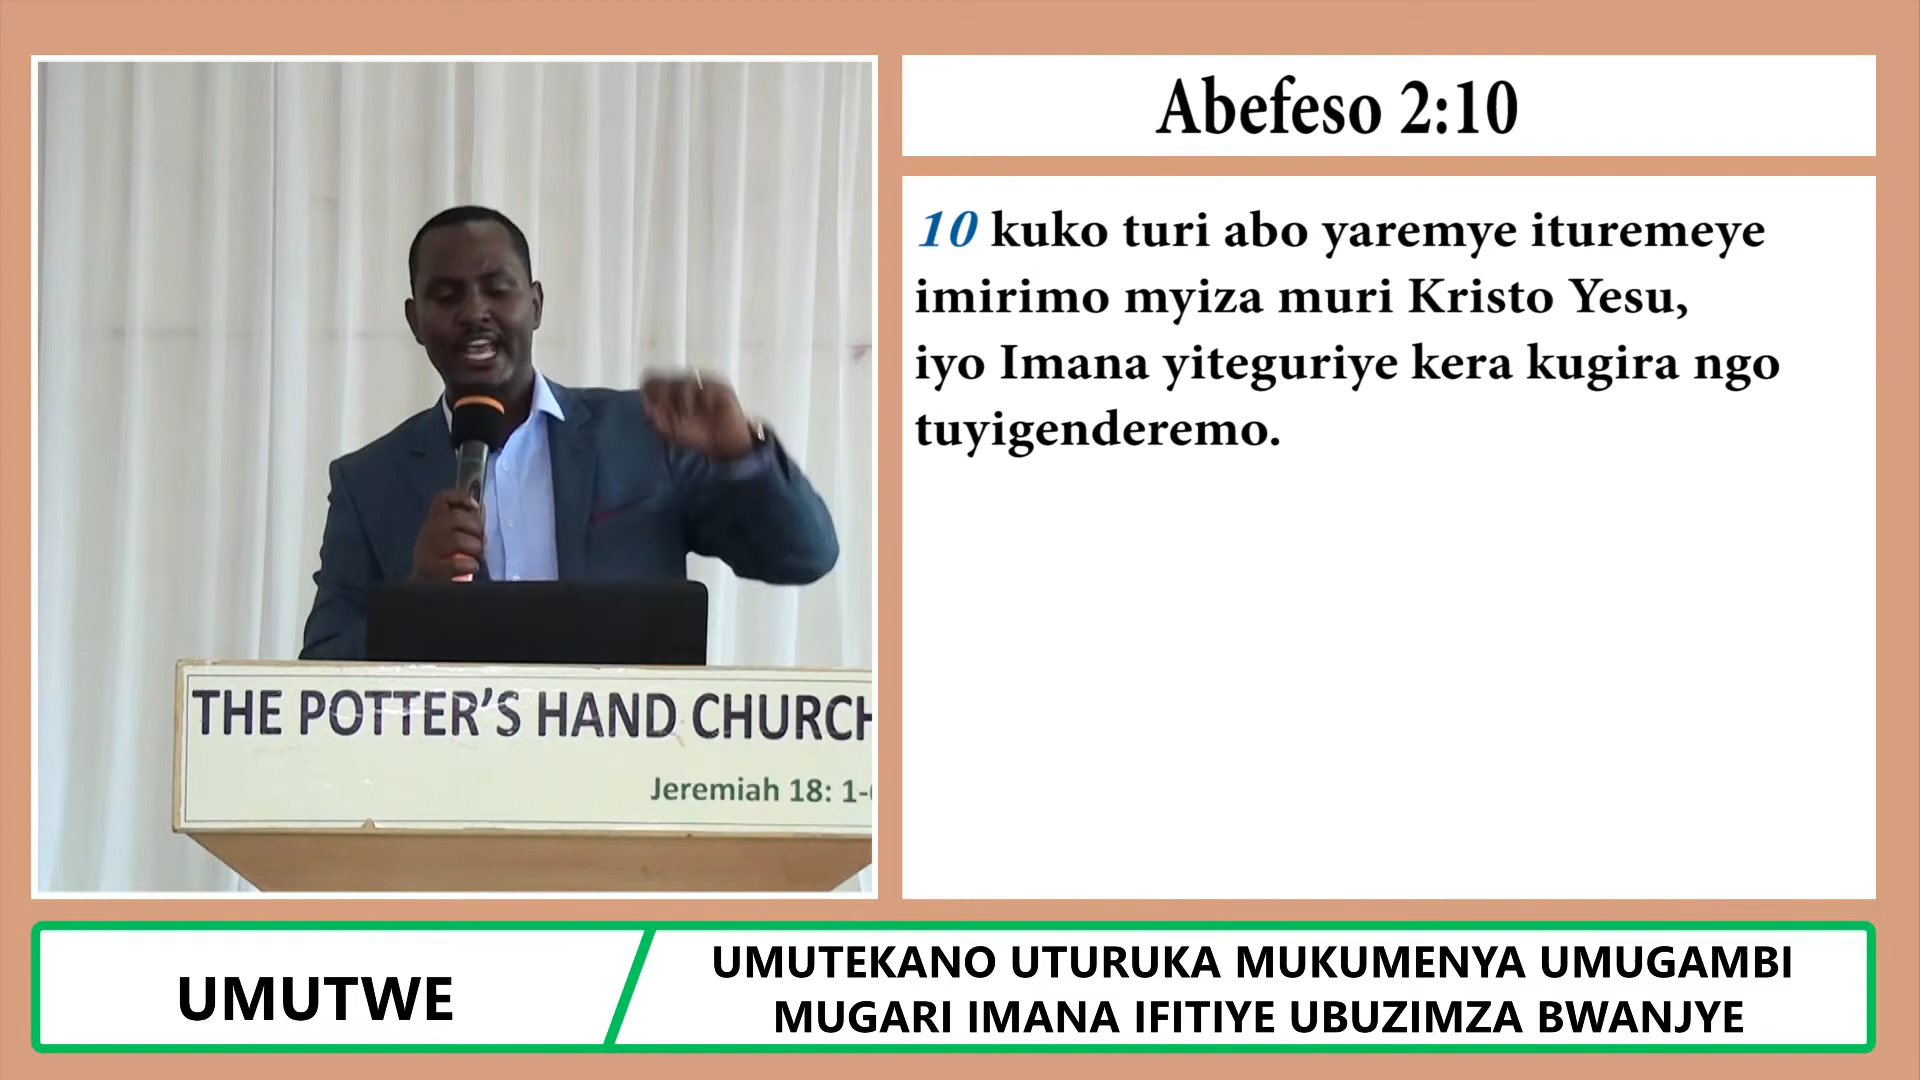 Abefeso 2:10
10 kuko turi abo yaremye ituremeye
imirimo myiza muri Kristo Yesu,
iyo Imana yiteguriye kera kugira ngo
tuyigenderemo.
THE POTTER'S HAND CHURCH
Jeremiah 18: 1-
UMUTWE
UMUTEKANO UTURUKA MUKUMENYA UMUGAMBI
MUGARI IMANA IFITIYE UBUZIMZA BWANJYE